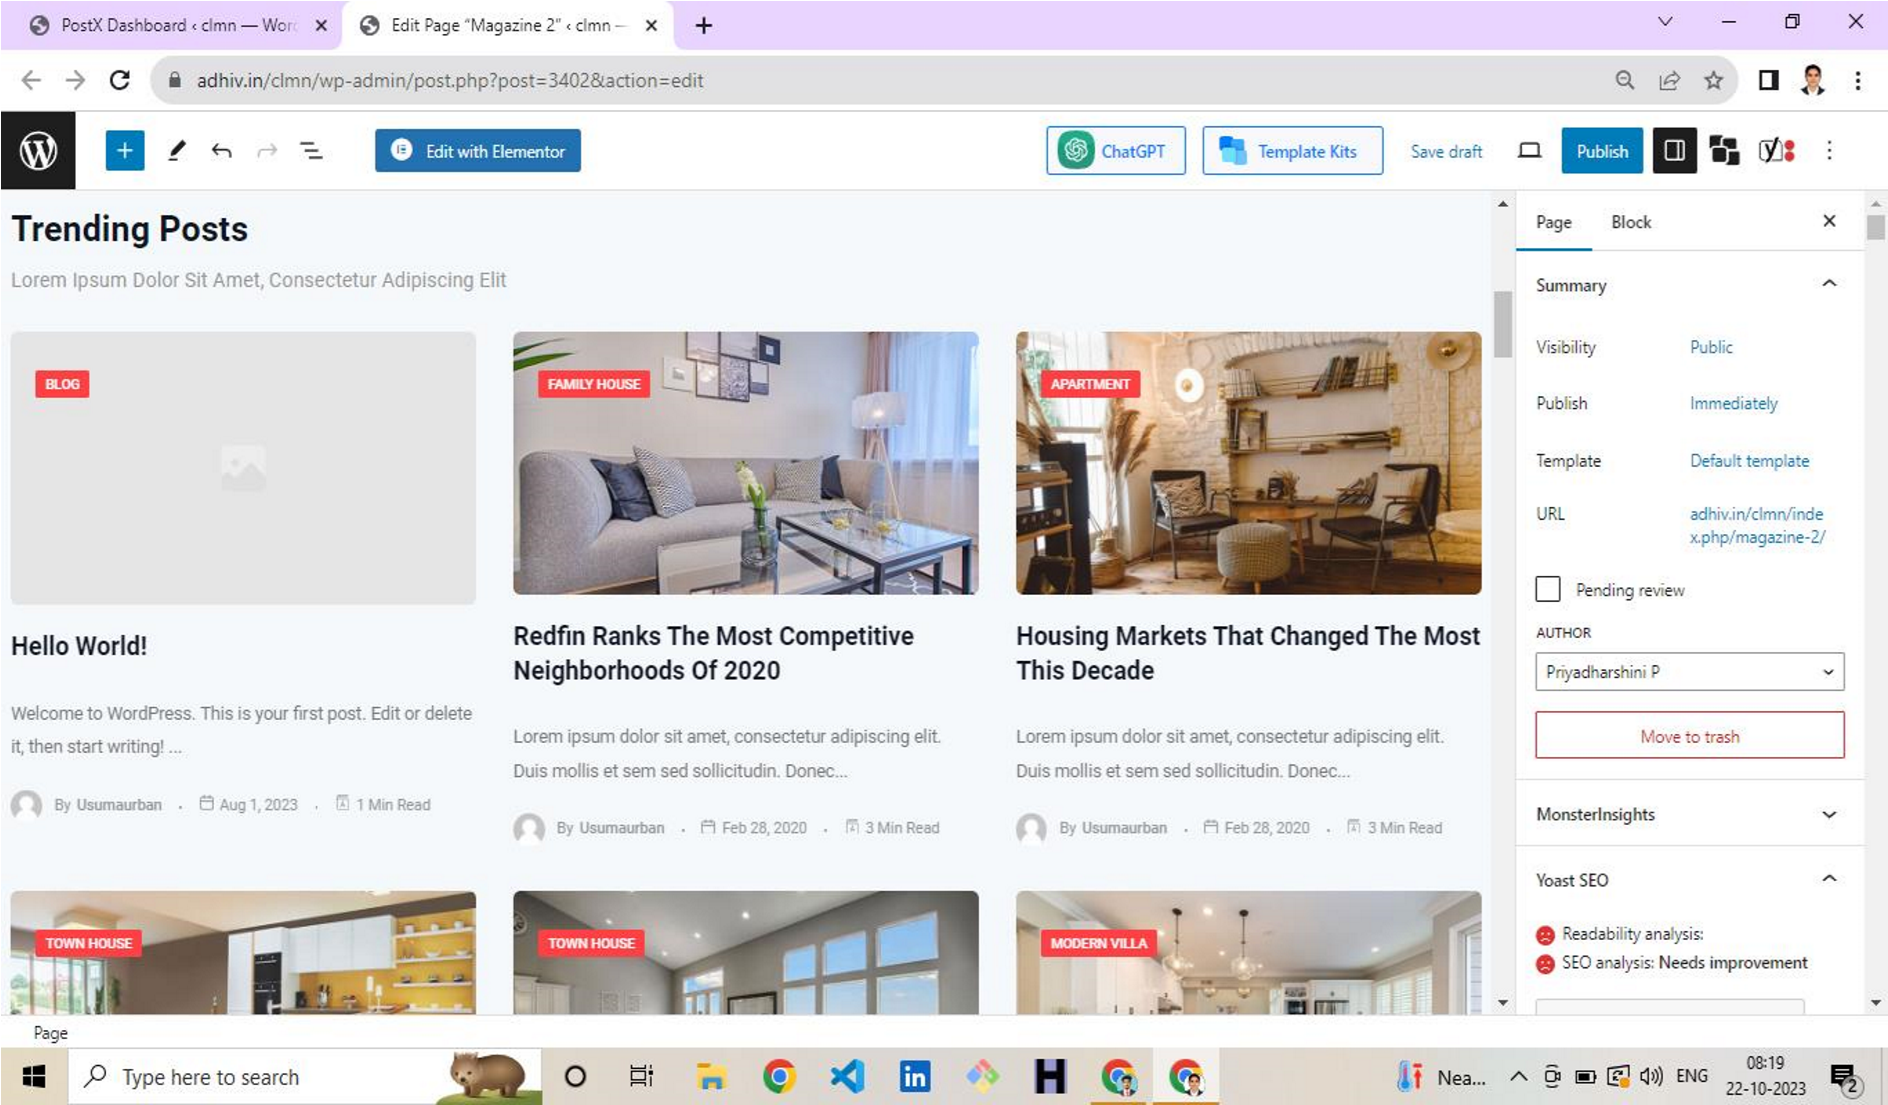 PostX Dashboard ‹ clmn — Wor
Edit Page “Magazine 2” ‹ clmn —
adhiv.in/clmn/wp-admin/post.php?post=3402&action=edit
Edit with Elementor
ChatGPT
Template Kits
Save draft
Publish
Trending Posts
Lorem Ipsum Dolor Sit Amet, Consectetur Adipiscing Elit
BLOG
Hello World!
Welcome to WordPress. This is your first post. Edit or delete
it, then start writing! ...
By Usumaurban . Aug 1, 2023 . 1 Min Read
FAMILY HOUSE
Redfin Ranks The Most Competitive
Neighborhoods Of 2020
Lorem ipsum dolor sit amet, consectetur adipiscing elit.
Duis mollis et sem sed sollicitudin. Donec...
By Usumaurban . Feb 28, 2020 . 3 Min Read
APARTMENT
Housing Markets That Changed The Most
This Decade
Lorem ipsum dolor sit amet, consectetur adipiscing elit.
Duis mollis et sem sed sollicitudin. Donec...
By Usumaurban . Feb 28, 2020 . 3 Min Read
TOWN HOUSE
TOWN HOUSE
MODERN VILLA
Page
Block
Summary
Visibility Public
Publish Immediately
Template Default template
URL adhiv.in/clmn/inde
x.php/magazine-2/
Pending review
AUTHOR
Priyadharshini P
Move to trash
MonsterInsights
Yoast SEO
Readability analysis:
SEO analysis: Needs improvement
Page
Type here to search
Nea...
ENG
08:19
22-10-2023
2